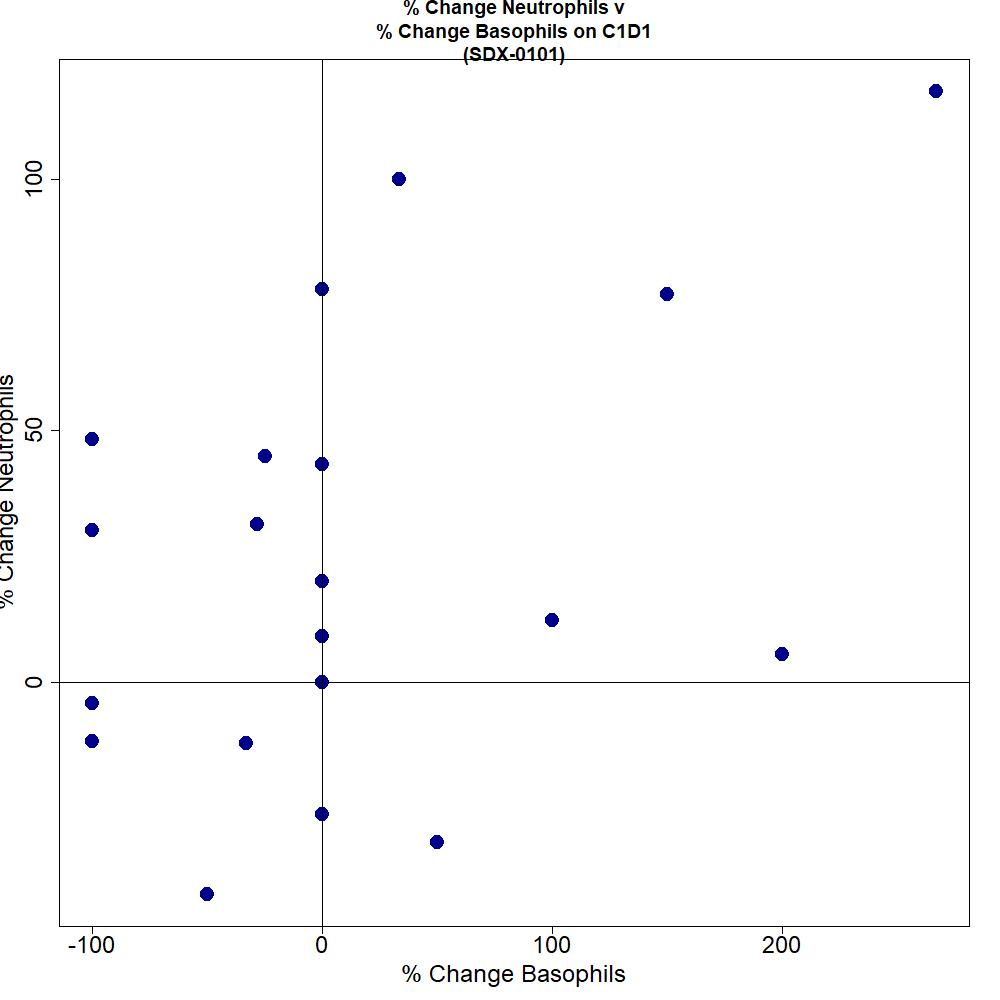 % Change Neutrophils v
% Change Basophils on C1D1
(SDX-0101)
% Change Neutrophils
100
50
0
-100
0
100
200
% Change Basophils